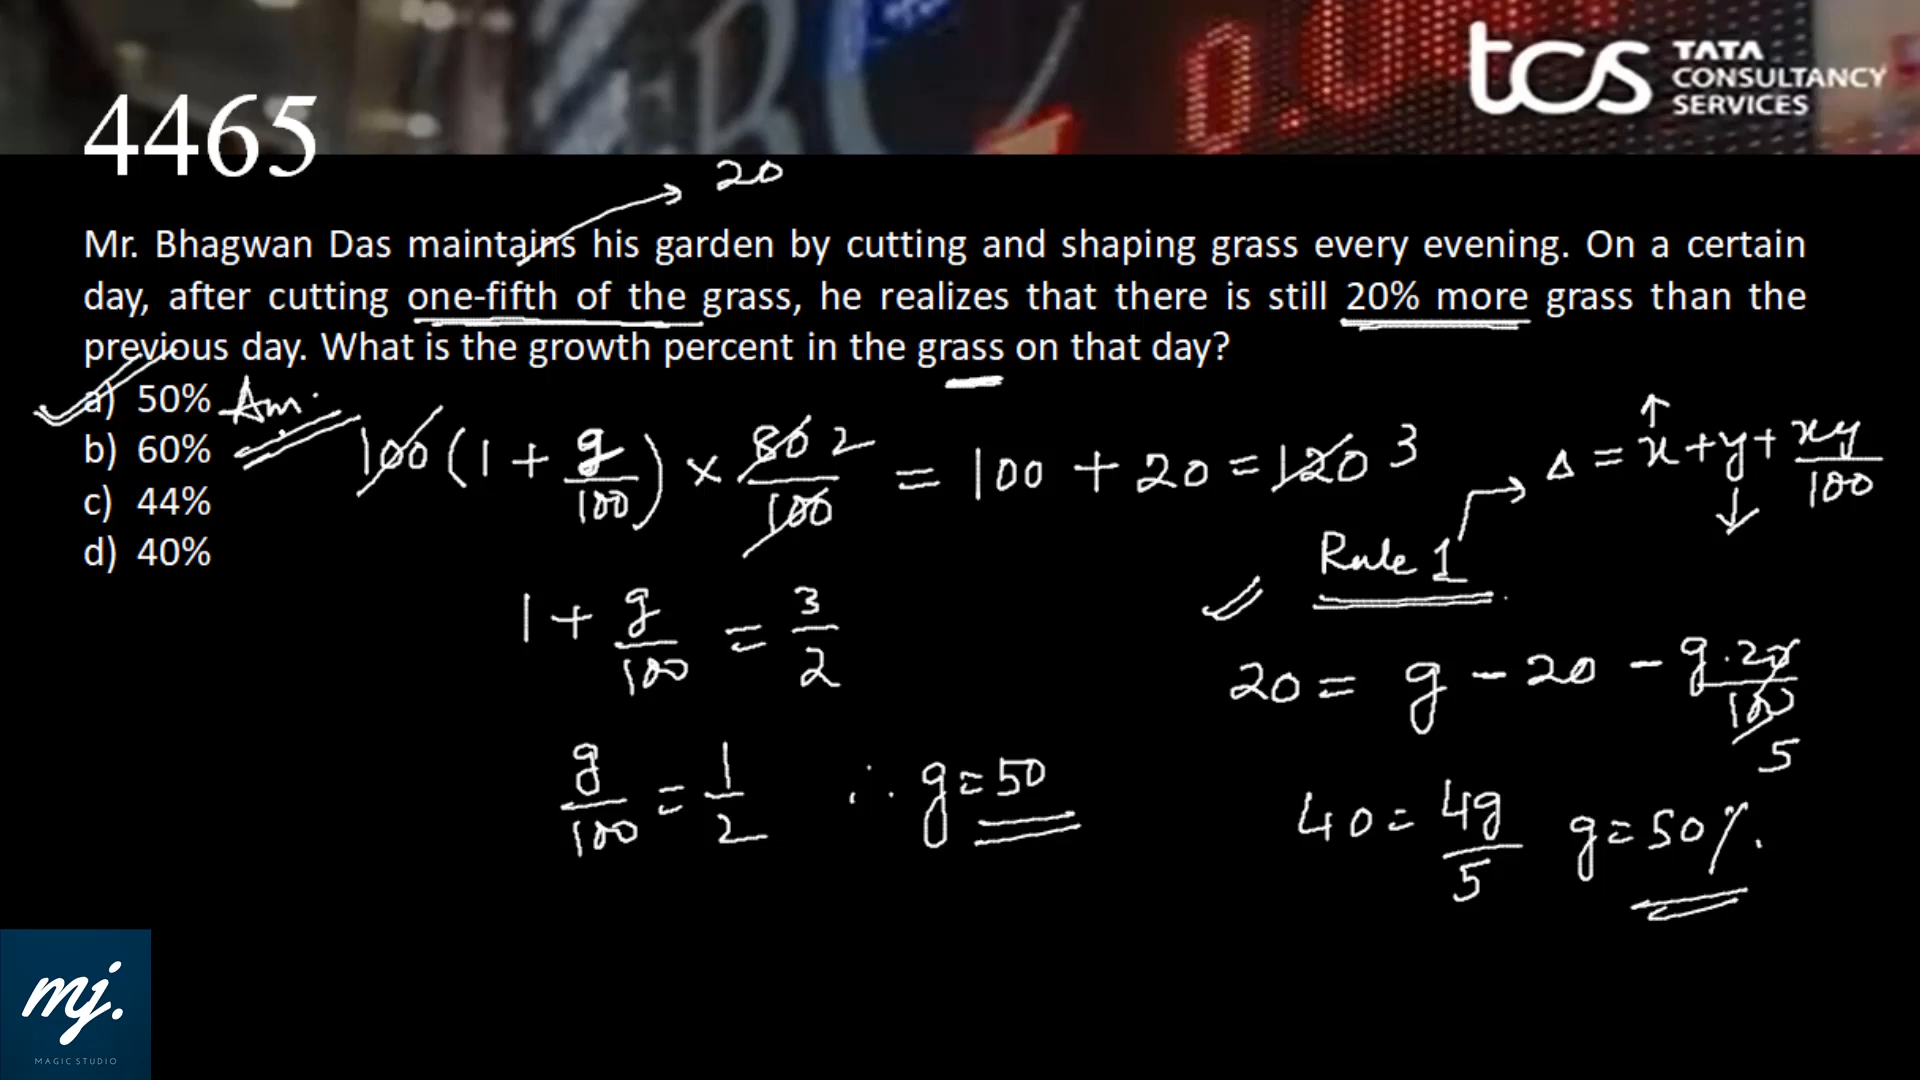 tcs TATA
CONSULTANCY
SERVICES
4465
20
Mr. Bhagwan Das maintains his garden by cutting and shaping grass every evening. On a certain
day, after cutting one-fifth of the grass, he realizes that there is still 20% more grass than the
previous day. What is the growth percent in the grass on that day?
a) 50% Ans.
b) 60%
c) 44%
d) 40%
100(1 + g/100) × 80/100 2 = 100 + 20 = 120 3
Δ = x + y + xy/100
Rule 1
1 + g/100 = 3/2
20 = g - 20 - g.20/100
5
g/100 = 1/2 ∴ g = 50
40 = 4g/5 g = 50%.
mj.
MAGIC STUDIO